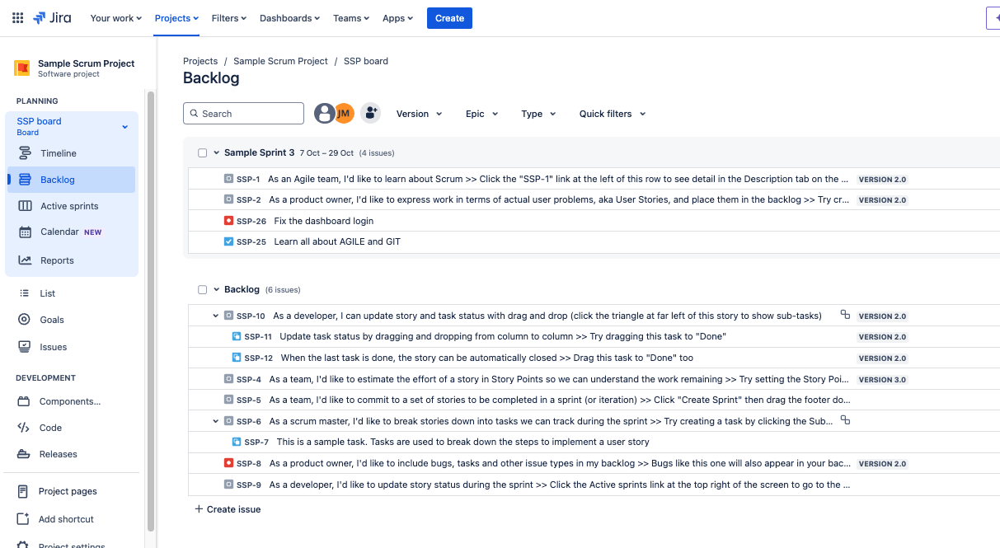 Jira Your work Projects Filters Dashboards Teams Apps Create
Sample Scrum Project
Software project
PLANNING
SSP board
Board
Timeline
Backlog
Active sprints
Calendar NEW
Reports
List
Goals
Issues
DEVELOPMENT
Components...
Code
Releases
Project pages
Add shortcut
Project settings
Projects / Sample Scrum Project / SSP board
Backlog
Search JM Version Epic Type Quick filters
Sample Sprint 3 7 Oct – 29 Oct (4 issues)
SSP-1 As an Agile team, I'd like to learn about Scrum >> Click the "SSP-1" link at the left of this row to see detail in the Description tab on the ... VERSION 2.0
SSP-2 As a product owner, I'd like to express work in terms of actual user problems, aka User Stories, and place them in the backlog >> Try cr... VERSION 2.0
SSP-26 Fix the dashboard login
SSP-25 Learn all about AGILE and GIT
Backlog (6 issues)
SSP-10 As a developer, I can update story and task status with drag and drop (click the triangle at far left of this story to show sub-tasks) VERSION 2.0
SSP-11 Update task status by dragging and dropping from column to column >> Try dragging this task to "Done" VERSION 2.0
SSP-12 When the last task is done, the story can be automatically closed >> Drag this task to "Done" too VERSION 2.0
SSP-4 As a team, I'd like to estimate the effort of a story in Story Points so we can understand the work remaining >> Try setting the Story Poi... VERSION 3.0
SSP-5 As a team, I'd like to commit to a set of stories to be completed in a sprint (or iteration) >> Click "Create Sprint" then drag the footer do...
SSP-6 As a scrum master, I'd like to break stories down into tasks we can track during the sprint >> Try creating a task by clicking the Sub...
SSP-7 This is a sample task. Tasks are used to break down the steps to implement a user story
SSP-8 As a product owner, I'd like to include bugs, tasks and other issue types in my backlog >> Bugs like this one will also appear in your bac... VERSION 2.0
SSP-9 As a developer, I'd like to update story status during the sprint >> Click the Active sprints link at the top right of the screen to go to the ...
+ Create issue